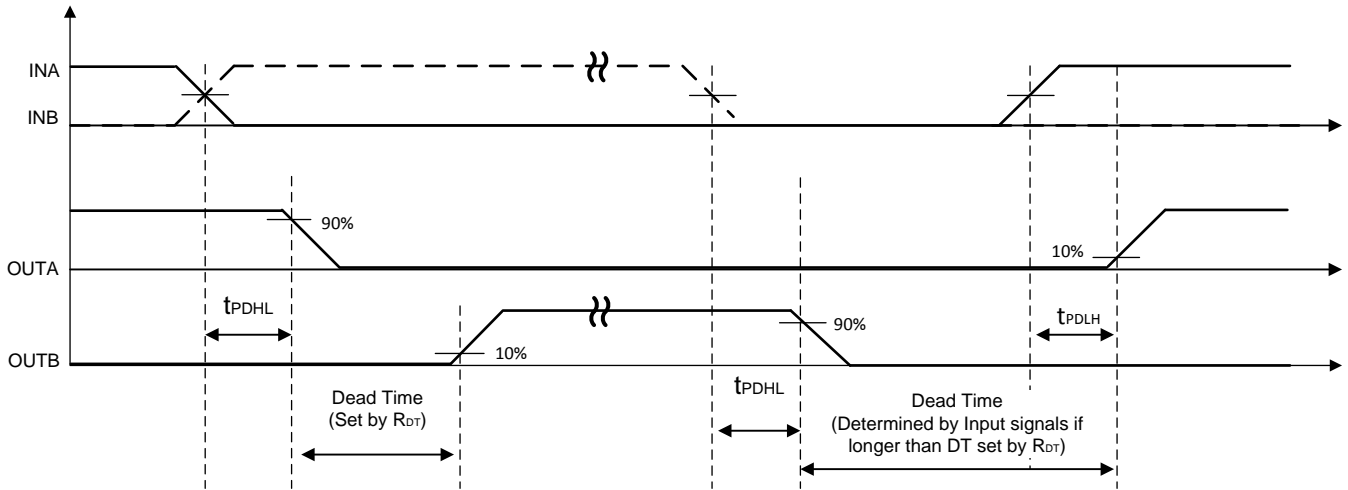 INA
INB
90%
10%
OUTA
tPDHL
tPDLH
90%
10%
OUTB
tPDHL
Dead Time
(Set by RDT)
Dead Time
(Determined by Input signals if
longer than DT set by RDT)